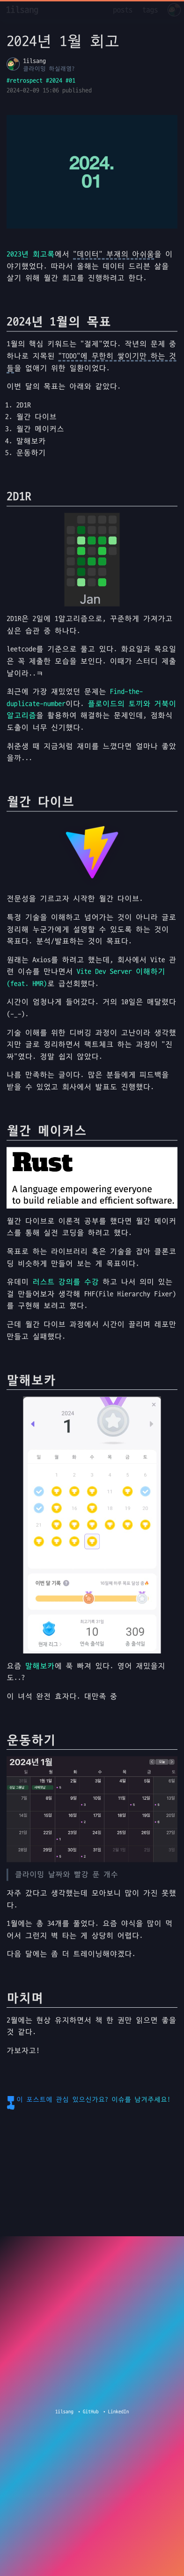 1ilsang
posts
tags
2024년 1월 회고
1ilsang
클라이밍 하실래염?
#retrospect #2024 #01
2024-02-09 15:06 published
2024.
01
2023년 회고록에서 "데이터" 부재의 아쉬움을 이
야기했었다. 따라서 올해는 데이터 드리븐 삶을
살기 위해 월간 회고를 진행하려고 한다.
2024년 1월의 목표
1월의 핵심 키워드는 "절제"였다. 작년의 문제 중
하나로 지목된 "TODO"에 무한히 쌓이기만 하는 것
들을 없애기 위한 일환이었다.
이번 달의 목표는 아래와 같았다.
1. 2D1R
2. 월간 다이브
3. 월간 메이커스
4. 말해보카
5. 운동하기
2D1R
Jan
2D1R은 2일에 1알고리즘으로, 꾸준하게 가져가고
싶은 습관 중 하나다.
leetcode를 기준으로 풀고 있다. 화요일과 목요일
은 꼭 제출한 모습을 보인다. 이때가 스터디 제출
날이라..ㅋ
최근에 가장 재밌었던 문제는 Find-the-
duplicate-number이다. 플로이드의 토끼와 거북이
알고리즘을 활용하여 해결하는 문제인데, 점화식
도출이 너무 신기했다.
취준생 때 지금처럼 재미를 느꼈다면 얼마나 좋았
을까...
월간 다이브
전문성을 기르고자 시작한 월간 다이브.
특정 기술을 이해하고 넘어가는 것이 아니라 글로
정리해 누군가에게 설명할 수 있도록 하는 것이
목표다. 분석/발표하는 것이 목표다.
원래는 Axios를 하려고 했는데, 회사에서 Vite 관
련 이슈를 만나면서 Vite Dev Server 이해하기
(feat. HMR)로 급선회했다.
시간이 엄청나게 들어갔다. 거의 10일은 매달렸다
(-_-).
기술 이해를 위한 디버깅 과정이 고난이라 생각했
지만 글로 정리하면서 팩트체크 하는 과정이 "진
짜"였다. 정말 쉽지 않았다.
나름 만족하는 글이다. 많은 분들에게 피드백을
받을 수 있었고 회사에서 발표도 진행했다.
월간 메이커스
Rust
A language empowering everyone
to build reliable and efficient software.
월간 다이브로 이론적 공부를 했다면 월간 메이커
스를 통해 실전 코딩을 하려고 했다.
목표로 하는 라이브러리 혹은 기술을 잡아 클론코
딩 비슷하게 만들어 보는 게 목표이다.
유데미 러스트 강의를 수강 하고 나서 의미 있는
걸 만들어보자 생각해 FHF(File Hierarchy Fixer)
를 구현해 보려고 했다.
근데 월간 다이브 과정에서 시간이 끌리며 레포만
만들고 실패했다.
말해보카
2024
1
일 월 화 수 목 금 토
이번 달 기록
현재 리그
최고기록 31일
10
연속 출석일
309
총 출석일
요즘 말해보카에 푹 빠져 있다. 영어 재밌을지
도..?
이 녀석 완전 효자다. 대만족 중
운동하기
2024년 1월
클라이밍 날짜와 빨강 푼 개수
자주 갔다고 생각했는데 모아보니 많이 가진 못했
다.
1월에는 총 34개를 풀었다. 요즘 야식을 많이 먹
어서 그런지 벽 타는 게 상당히 어렵다.
다음 달에는 좀 더 트레이닝해야겠다.
마치며
2월에는 현상 유지하면서 책 한 권만 읽으면 좋을
것 같다.
가보자고!
이 포스트에 관심 있으신가요? 이슈를 남겨주세요!
1ilsang • GitHub • LinkedIn